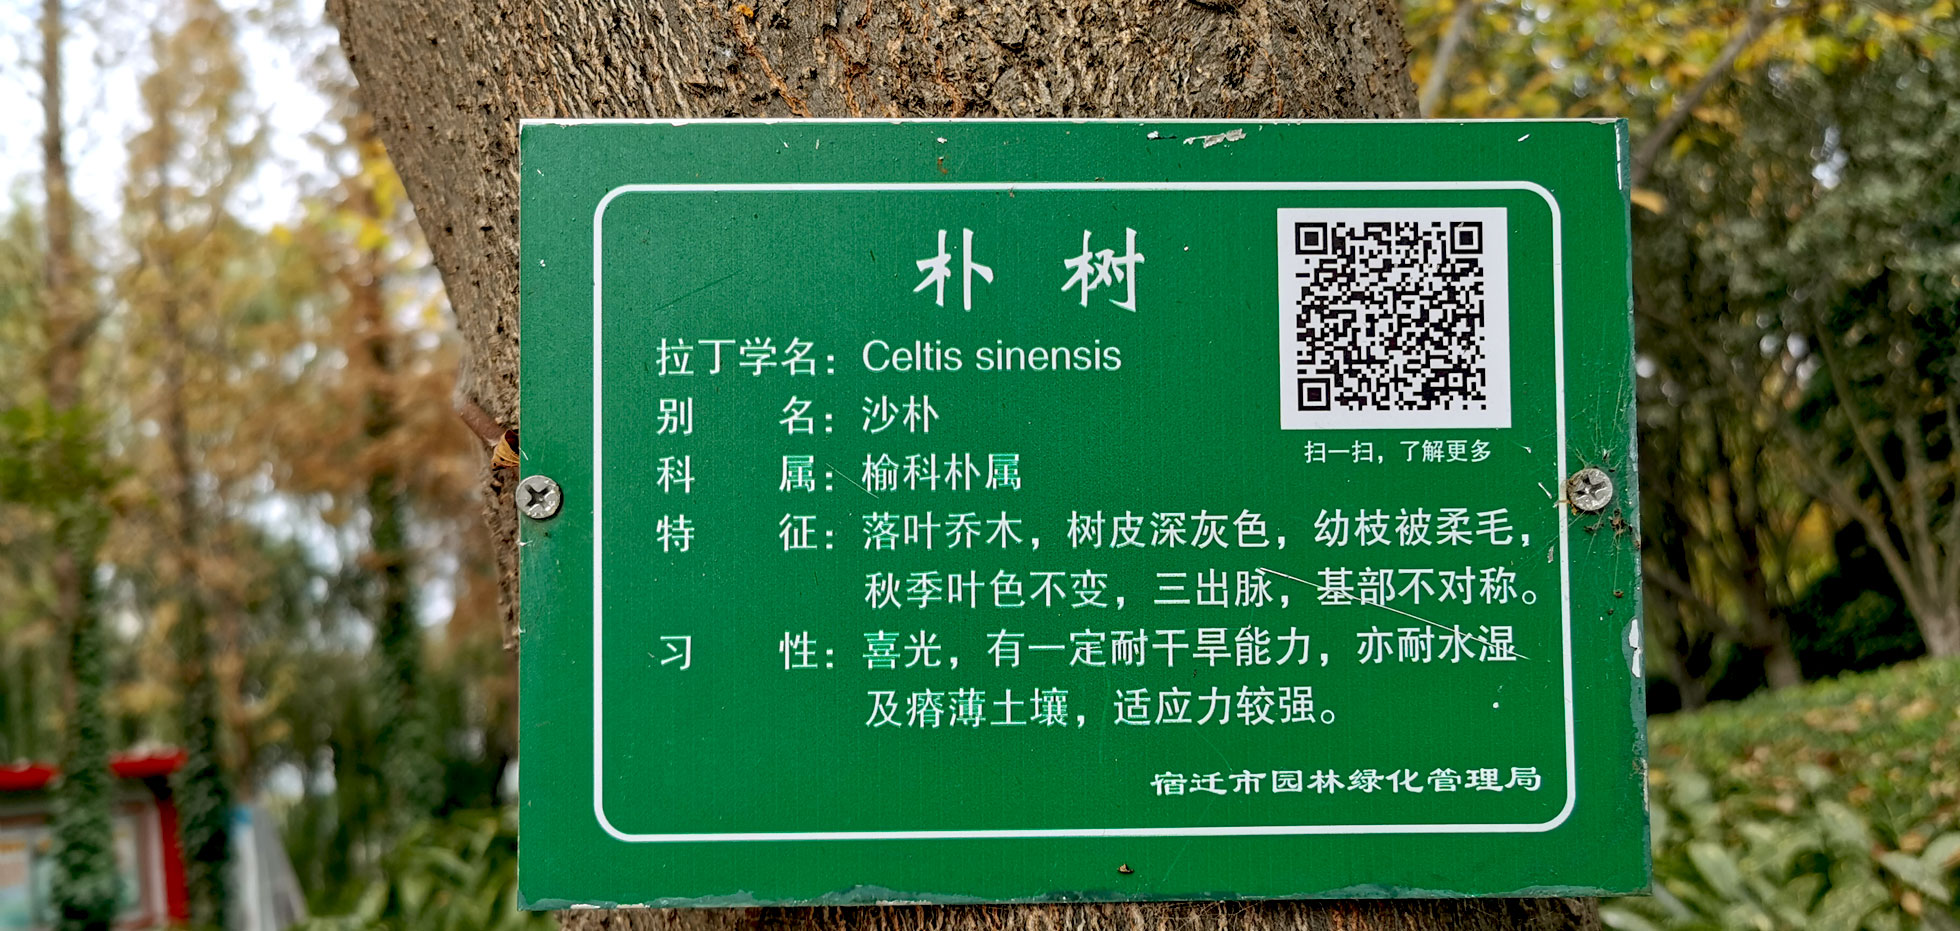 朴 树
拉丁学名：Celtis sinensis
别 名：沙朴
科 属：榆科朴属
扫一扫，了解更多
特 征：落叶乔木，树皮深灰色，幼枝被柔毛，
秋季叶色不变，三出脉，基部不对称。
习 性：喜光，有一定耐干旱能力，亦耐水湿
及瘠薄土壤，适应力较强。
宿迁市园林绿化管理局